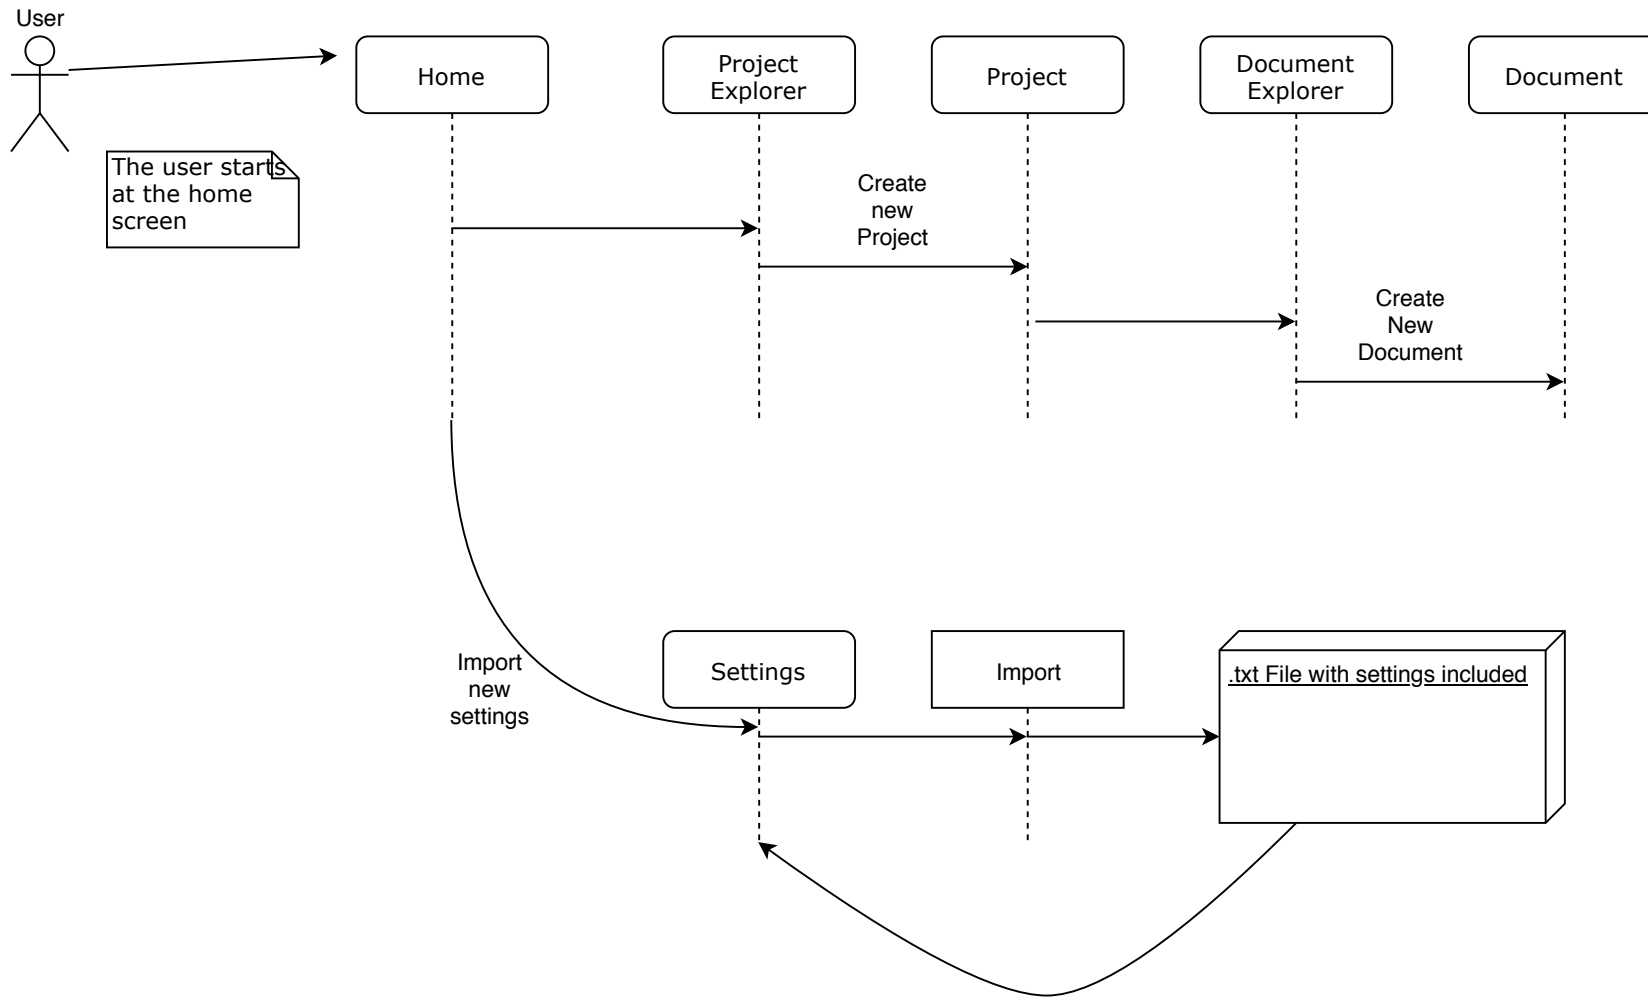 User
Home
Project
Explorer
Project
Document
Explorer
Document
The user starts
at the home
screen
Create
new
Project
Create
New
Document
Import
new
settings
Settings
Import
.txt File with settings included